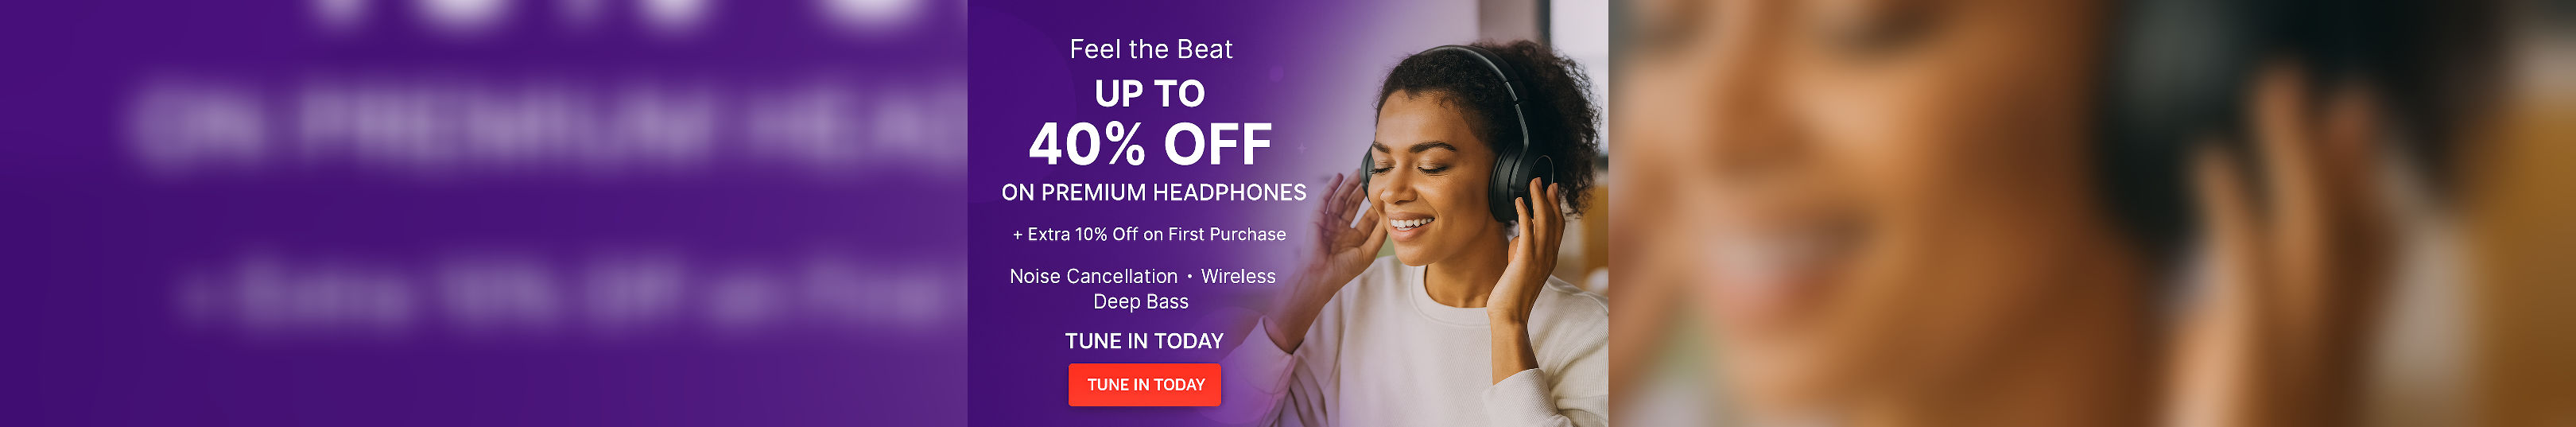 Feel the Beat
UP TO
40% OFF
ON PREMIUM HEADPHONES
+ Extra 10% Off on First Purchase
Noise Cancellation • Wireless
Deep Bass
TUNE IN TODAY
TUNE IN TODAY